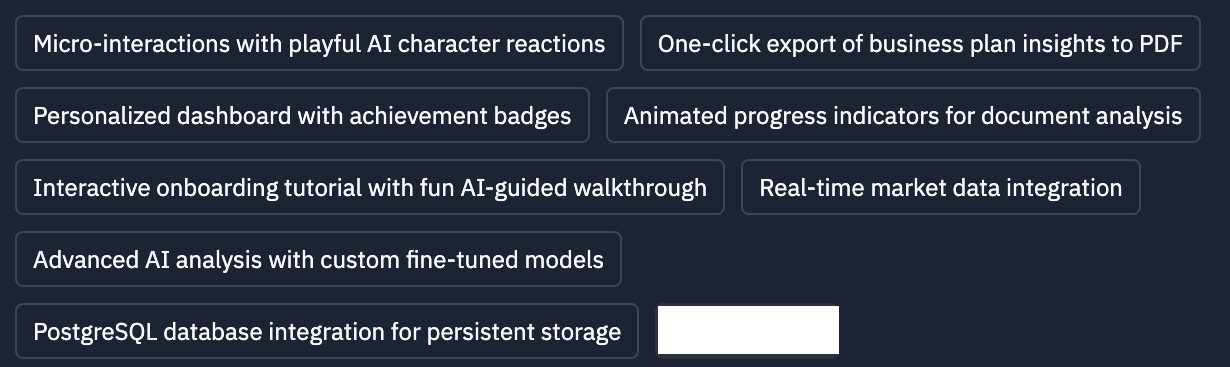 Micro-interactions with playful AI character reactions
One-click export of business plan insights to PDF
Personalized dashboard with achievement badges
Animated progress indicators for document analysis
Interactive onboarding tutorial with fun AI-guided walkthrough
Real-time market data integration
Advanced AI analysis with custom fine-tuned models
PostgreSQL database integration for persistent storage